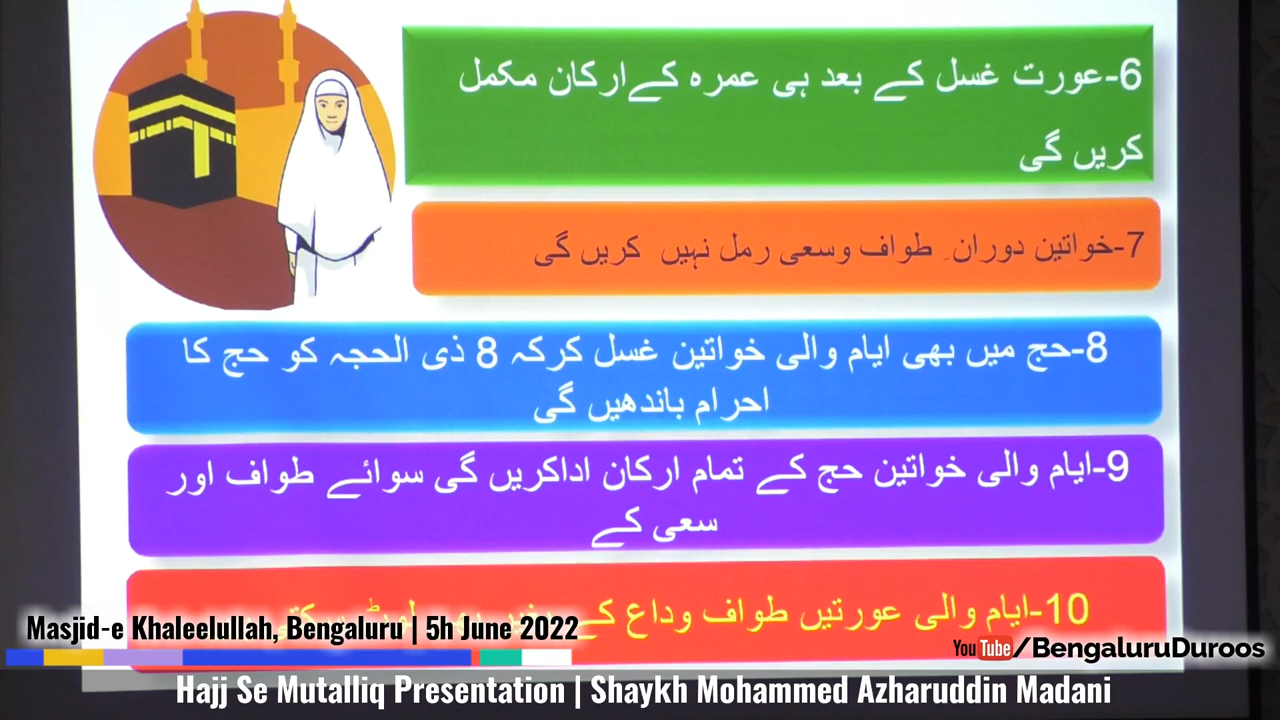 6-عورت غسل کے بعد ہی عمرہ کےارکان مکمل
کریں گی
7-خواتین دوران ِ طواف وسعی رمل نہیں کریں گی
8-حج میں بھی ایام والی خواتین غسل کرکہ 8 ذی الحجہ کو حج کا
احرام باندھیں گی
9-ایام والی خواتین حج کے تمام ارکان اداکریں گی سوائے طواف اور
سعی کے
10-ایام والی عورتیں طواف وداع کے
Masjid-e Khaleelullah, Bengaluru | 5h June 2022
YouTube/BengaluruDuroos
Hajj Se Mutalliq Presentation | Shaykh Mohammed Azharuddin Madani